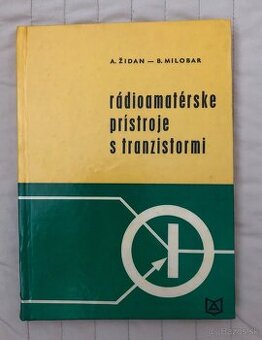 A. ŽIDAN — B. MILOBAR
rádioamatérske
prístroje
s tranzistormi